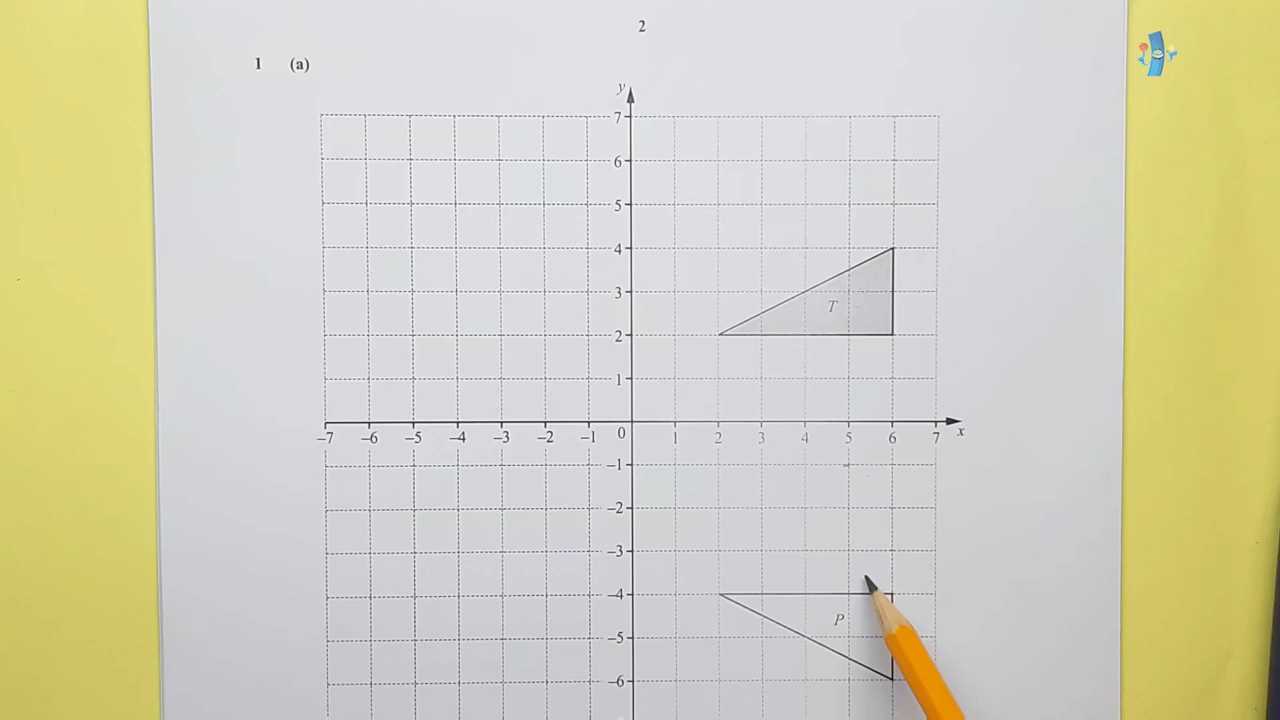 2
1 (a)
y
7
6
5
4
3
T
2
1
–7 –6 –5 –4 –3 –2 –1 0 1 2 3 4 5 6 7 x
–1
–2
–3
–4
P
–5
–6